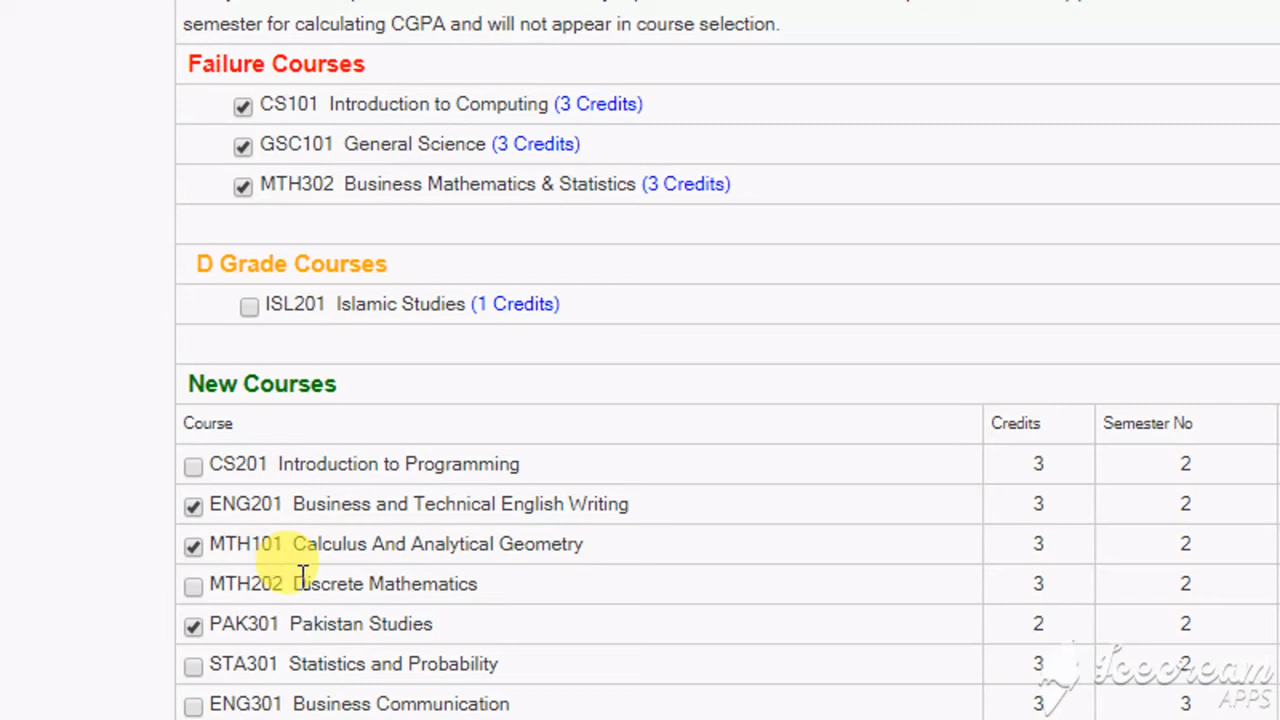 semester for calculating CGPA and will not appear in course selection.
Failure Courses
CS101 Introduction to Computing (3 Credits)
GSC101 General Science (3 Credits)
MTH302 Business Mathematics & Statistics (3 Credits)
D Grade Courses
ISL201 Islamic Studies (1 Credits)
New Courses
Course Credits Semester No
CS201 Introduction to Programming 3 2
ENG201 Business and Technical English Writing 3 2
MTH101 Calculus And Analytical Geometry 3 2
MTH202 Discrete Mathematics 3 2
PAK301 Pakistan Studies 2 2
STA301 Statistics and Probability 3 2
ENG301 Business Communication 3 3
Icecream
APPS